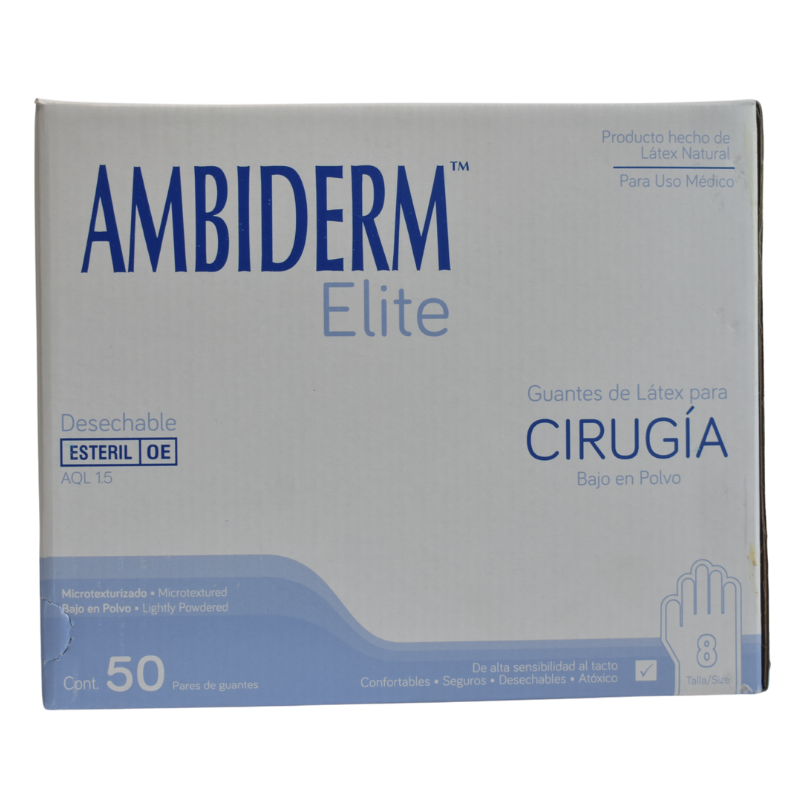 Producto hecho de
Látex Natural
Para Uso Médico
AMBIDERM™
Elite
Guantes de Látex para
CIRUGÍA
Bajo en Polvo
Desechable
ESTERIL OE
AQL 1.5
Microtexturizado • Microtextured
Bajo en Polvo • Lightly Powdered
Cont. 50 Pares de guantes
De alta sensibilidad al tacto
Confortables • Seguros • Desechables • Atóxico
8
Talla/Size